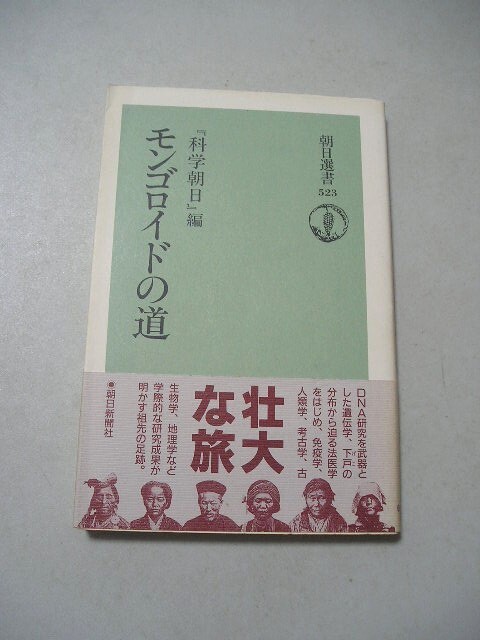 朝日選書
523
『科学朝日』編
モンゴロイドの道
DNA研究を武器と
した遺伝学、下戸の
分布から迫る法医学
をはじめ、免疫学、
人類学、考古学、古
壮大
な旅
生物学、地理学など
学際的な研究成果が
明かす祖先の足跡。
●朝日新聞社